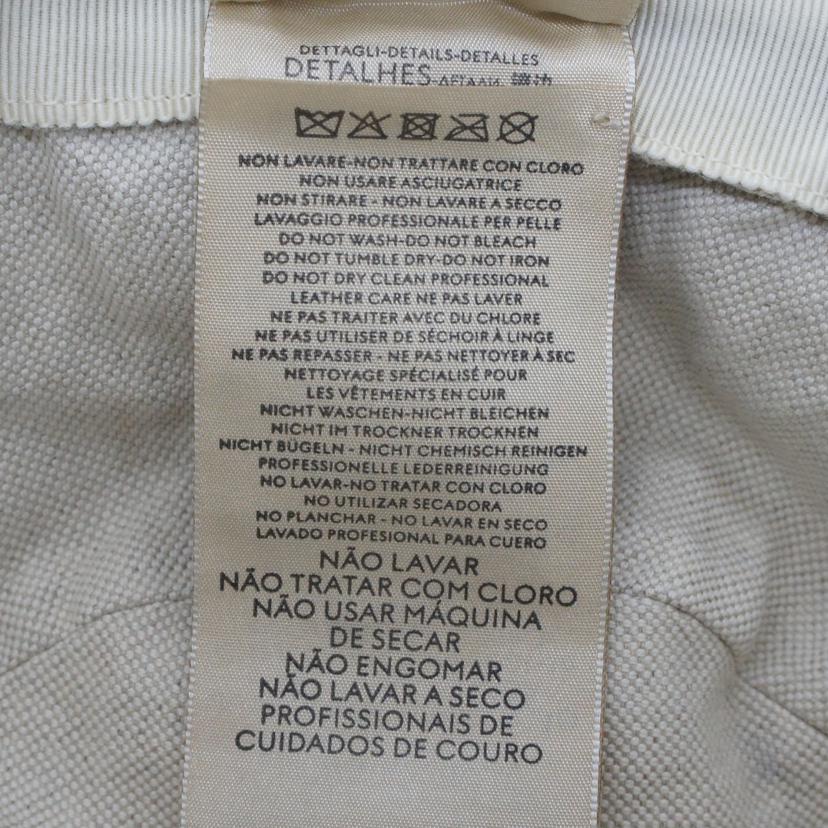 DETTAGLI-DETAILS-DETALLES
DETALHES-ДЕТАЛИ
NON LAVARE-NON TRATTARE CON CLORO
NON USARE ASCIUGATRICE
NON STIRARE - NON LAVARE A SECCO
LAVAGGIO PROFESSIONALE PER PELLE
DO NOT WASH-DO NOT BLEACH
DO NOT TUMBLE DRY-DO NOT IRON
DO NOT DRY CLEAN PROFESSIONAL
LEATHER CARE NE PAS LAVER
NE PAS TRAITER AVEC DU CHLORE
NE PAS UTILISER DE SÉCHOIR À LINGE
NE PAS REPASSER - NE PAS NETTOYER À SEC
NETTOYAGE SPÉCIALISÉ POUR
LES VÊTEMENTS EN CUIR
NICHT WASCHEN-NICHT BLEICHEN
NICHT IM TROCKNER TROCKNEN
NICHT BÜGELN - NICHT CHEMISCH REINIGEN
PROFESSIONELLE LEDERREINIGUNG
NO LAVAR-NO TRATAR CON CLORO
NO UTILIZAR SECADORA
NO PLANCHAR - NO LAVAR EN SECO
LAVADO PROFESIONAL PARA CUERO
NÃO LAVAR
NÃO TRATAR COM CLORO
NÃO USAR MÁQUINA
DE SECAR
NÃO ENGOMAR
NÃO LAVAR A SECO
PROFISSIONAIS DE
CUIDADOS DE COURO